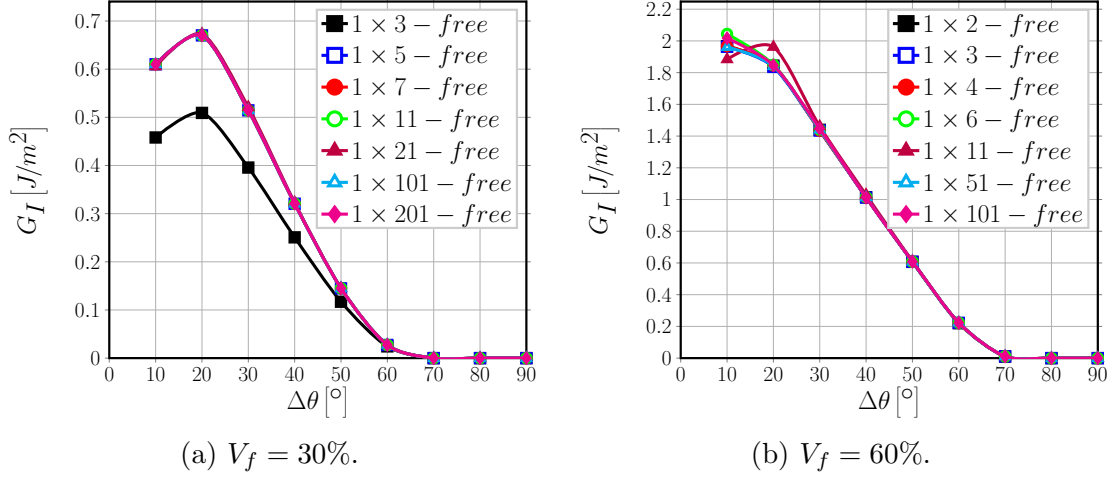 0.7
0.6
0.5
0.4
0.3
0.2
0.1
0
0 10 20 30 40 50 60 70 80 90
G_I [J/m²]
Δθ [°]
1 × 3 − free
1 × 5 − free
1 × 7 − free
1 × 11 − free
1 × 21 − free
1 × 101 − free
1 × 201 − free
(a) V_f = 30%.
2.2
2
1.8
1.6
1.4
1.2
1
0.8
0.6
0.4
0.2
0
0 10 20 30 40 50 60 70 80 90
G_I [J/m²]
Δθ [°]
1 × 2 − free
1 × 3 − free
1 × 4 − free
1 × 6 − free
1 × 11 − free
1 × 51 − free
1 × 101 − free
(b) V_f = 60%.